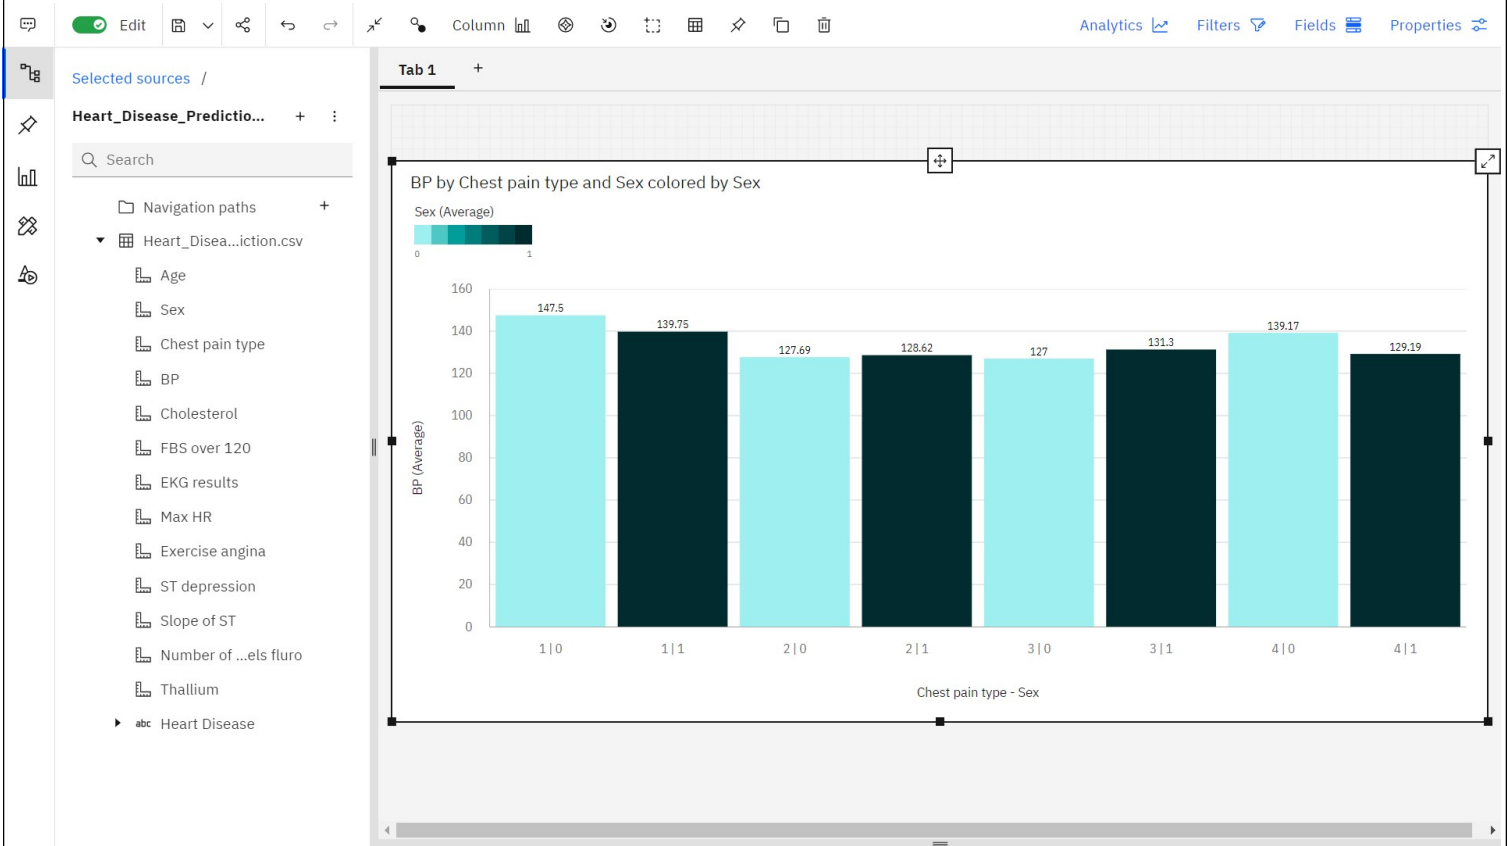 Edit
Column
Analytics
Filters
Fields
Properties
Selected sources /
Heart_Disease_Predictio...
Search
Navigation paths
Heart_Disea...iction.csv
Age
Sex
Chest pain type
BP
Cholesterol
FBS over 120
EKG results
Max HR
Exercise angina
ST depression
Slope of ST
Number of ...els fluro
Thallium
abc Heart Disease
Tab 1
BP by Chest pain type and Sex colored by Sex
Sex (Average)
0 1
BP (Average)
160
140
120
100
80
60
40
20
0
147.5
139.75
127.69
128.62
127
131.3
139.17
129.19
1|0
1|1
2|0
2|1
3|0
3|1
4|0
4|1
Chest pain type - Sex